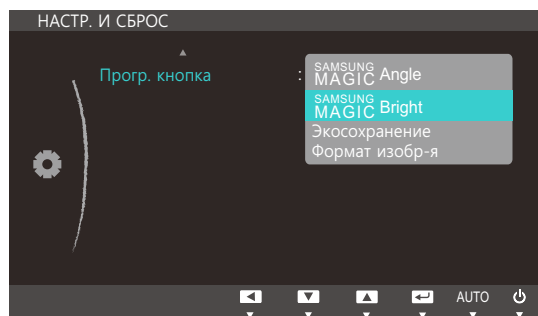 НАСТР. И СБРОС
Прогр. кнопка : SAMSUNG MAGIC Angle
SAMSUNG MAGIC Bright
Экосохранение
Формат изобр-я
AUTO